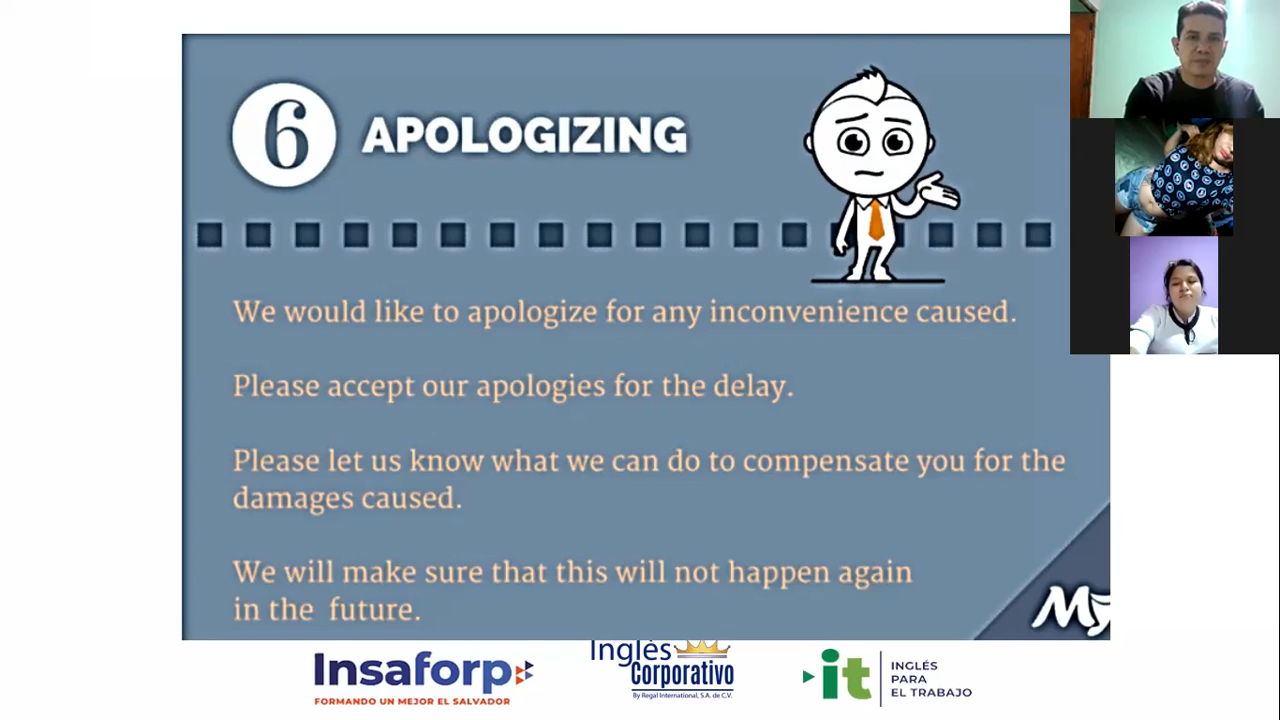 6 APOLOGIZING
We would like to apologize for any inconvenience caused.
Please accept our apologies for the delay.
Please let us know what we can do to compensate you for the
damages caused.
We will make sure that this will not happen again
in the future.
My
Insaforp
FORMANDO UN MEJOR EL SALVADOR
Inglés
Corporativo
By Regal International, S.A. de C.V.
it
INGLÉS
PARA
EL TRABAJO